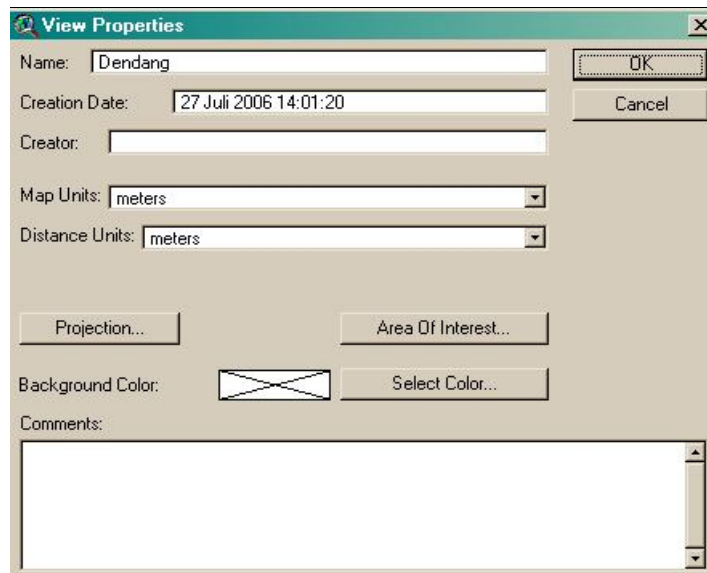 View Properties
Name: Dendang
OK
Creation Date: 27 Juli 2006 14:01:20
Cancel
Creator:
Map Units: meters
Distance Units: meters
Projection...
Area Of Interest...
Background Color:
Select Color...
Comments: